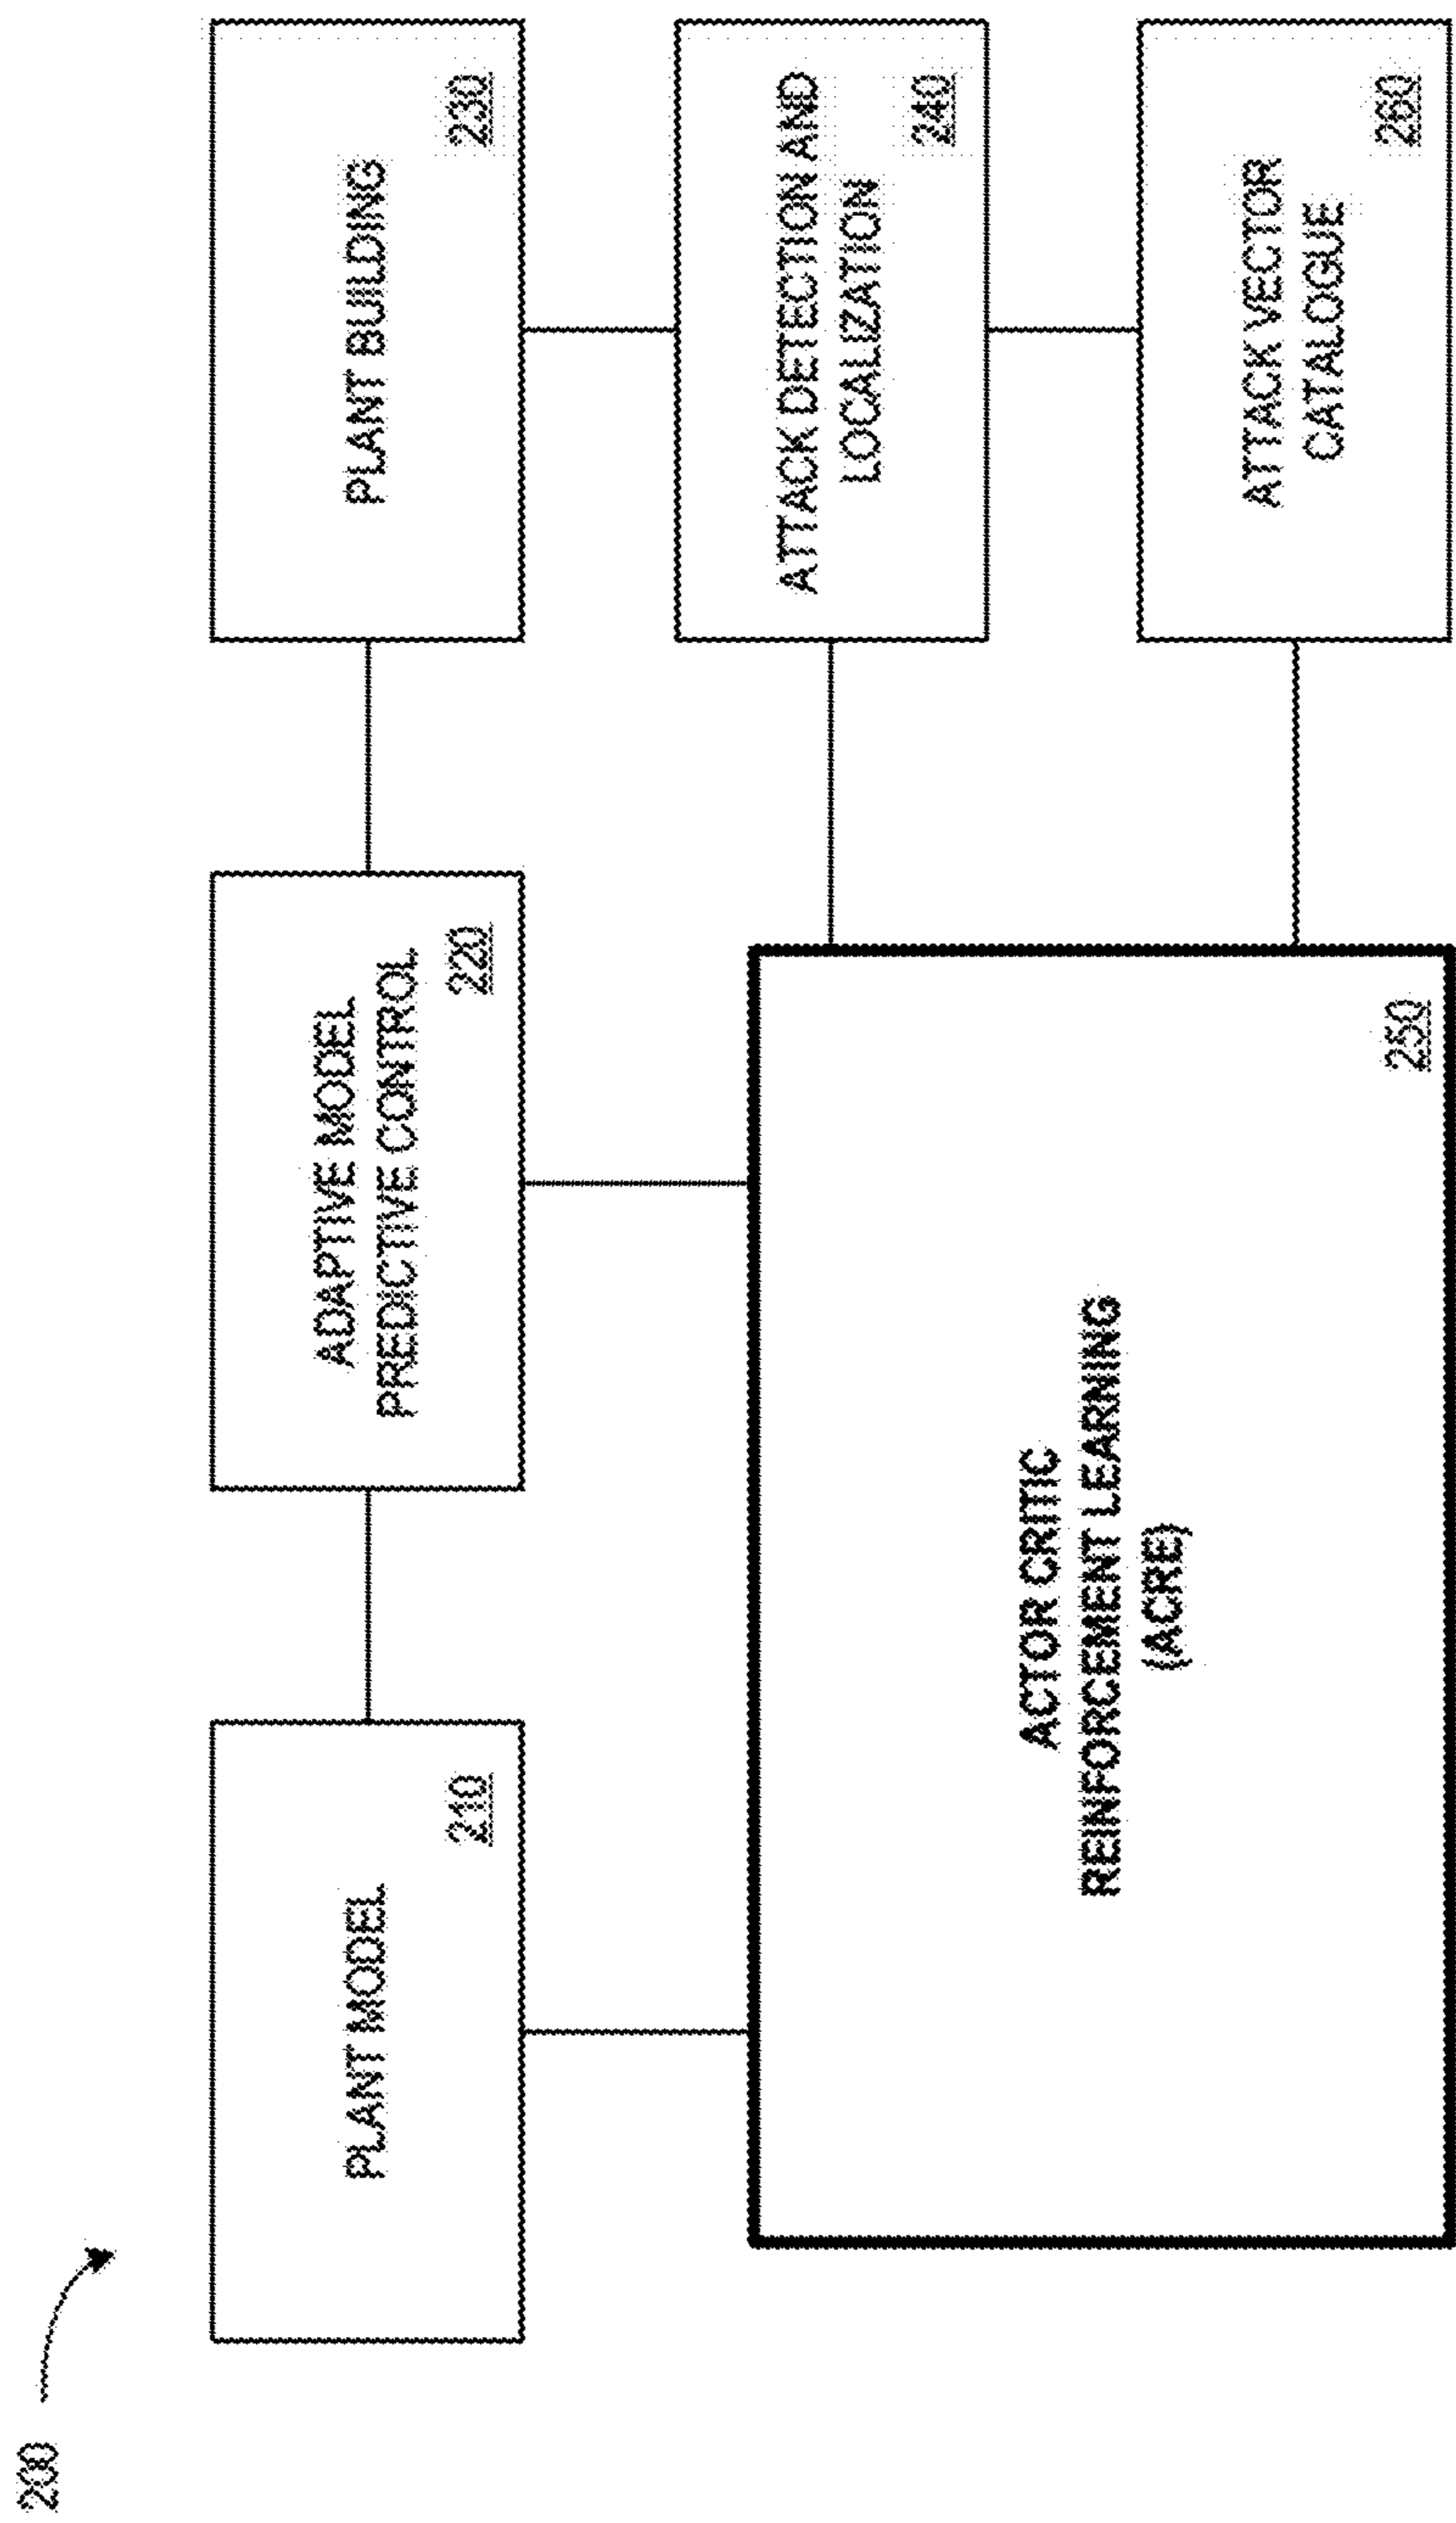 200
PLANT MODEL
210
ADAPTIVE MODEL
PREDICTIVE CONTROL
220
PLANT BUILDING
230
ACTOR CRITIC
REINFORCEMENT LEARNING
(ACRE)
250
ATTACK DETECTION AND
LOCALIZATION
240
ATTACK VECTOR
CATALOGUE
260